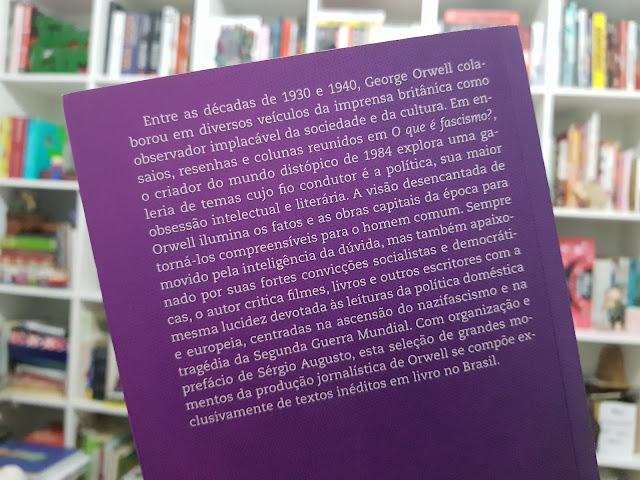 Entre as décadas de 1930 e 1940, George Orwell cola-
borou em diversos veículos da imprensa britânica como
observador implacável da sociedade e da cultura. Em en-
saios, resenhas e colunas reunidos em O que é fascismo?,
o criador do mundo distópico de 1984 explora uma ga-
leria de temas cujo fio condutor é a política, sua maior
obsessão intelectual e literária. A visão desencantada de
Orwell ilumina os fatos e as obras capitais da época para
torná-los compreensíveis para o homem comum. Sempre
movido pela inteligência da dúvida, mas também apaixo-
nado por suas fortes convicções socialistas e democráti-
cas, o autor critica filmes, livros e outros escritores com a
mesma lucidez devotada às leituras da política doméstica
e europeia, centradas na ascensão do nazifascismo e na
tragédia da Segunda Guerra Mundial. Com organização e
prefácio de Sérgio Augusto, esta seleção de grandes mo-
mentos da produção jornalística de Orwell se compõe ex-
clusivamente de textos inéditos em livro no Brasil.